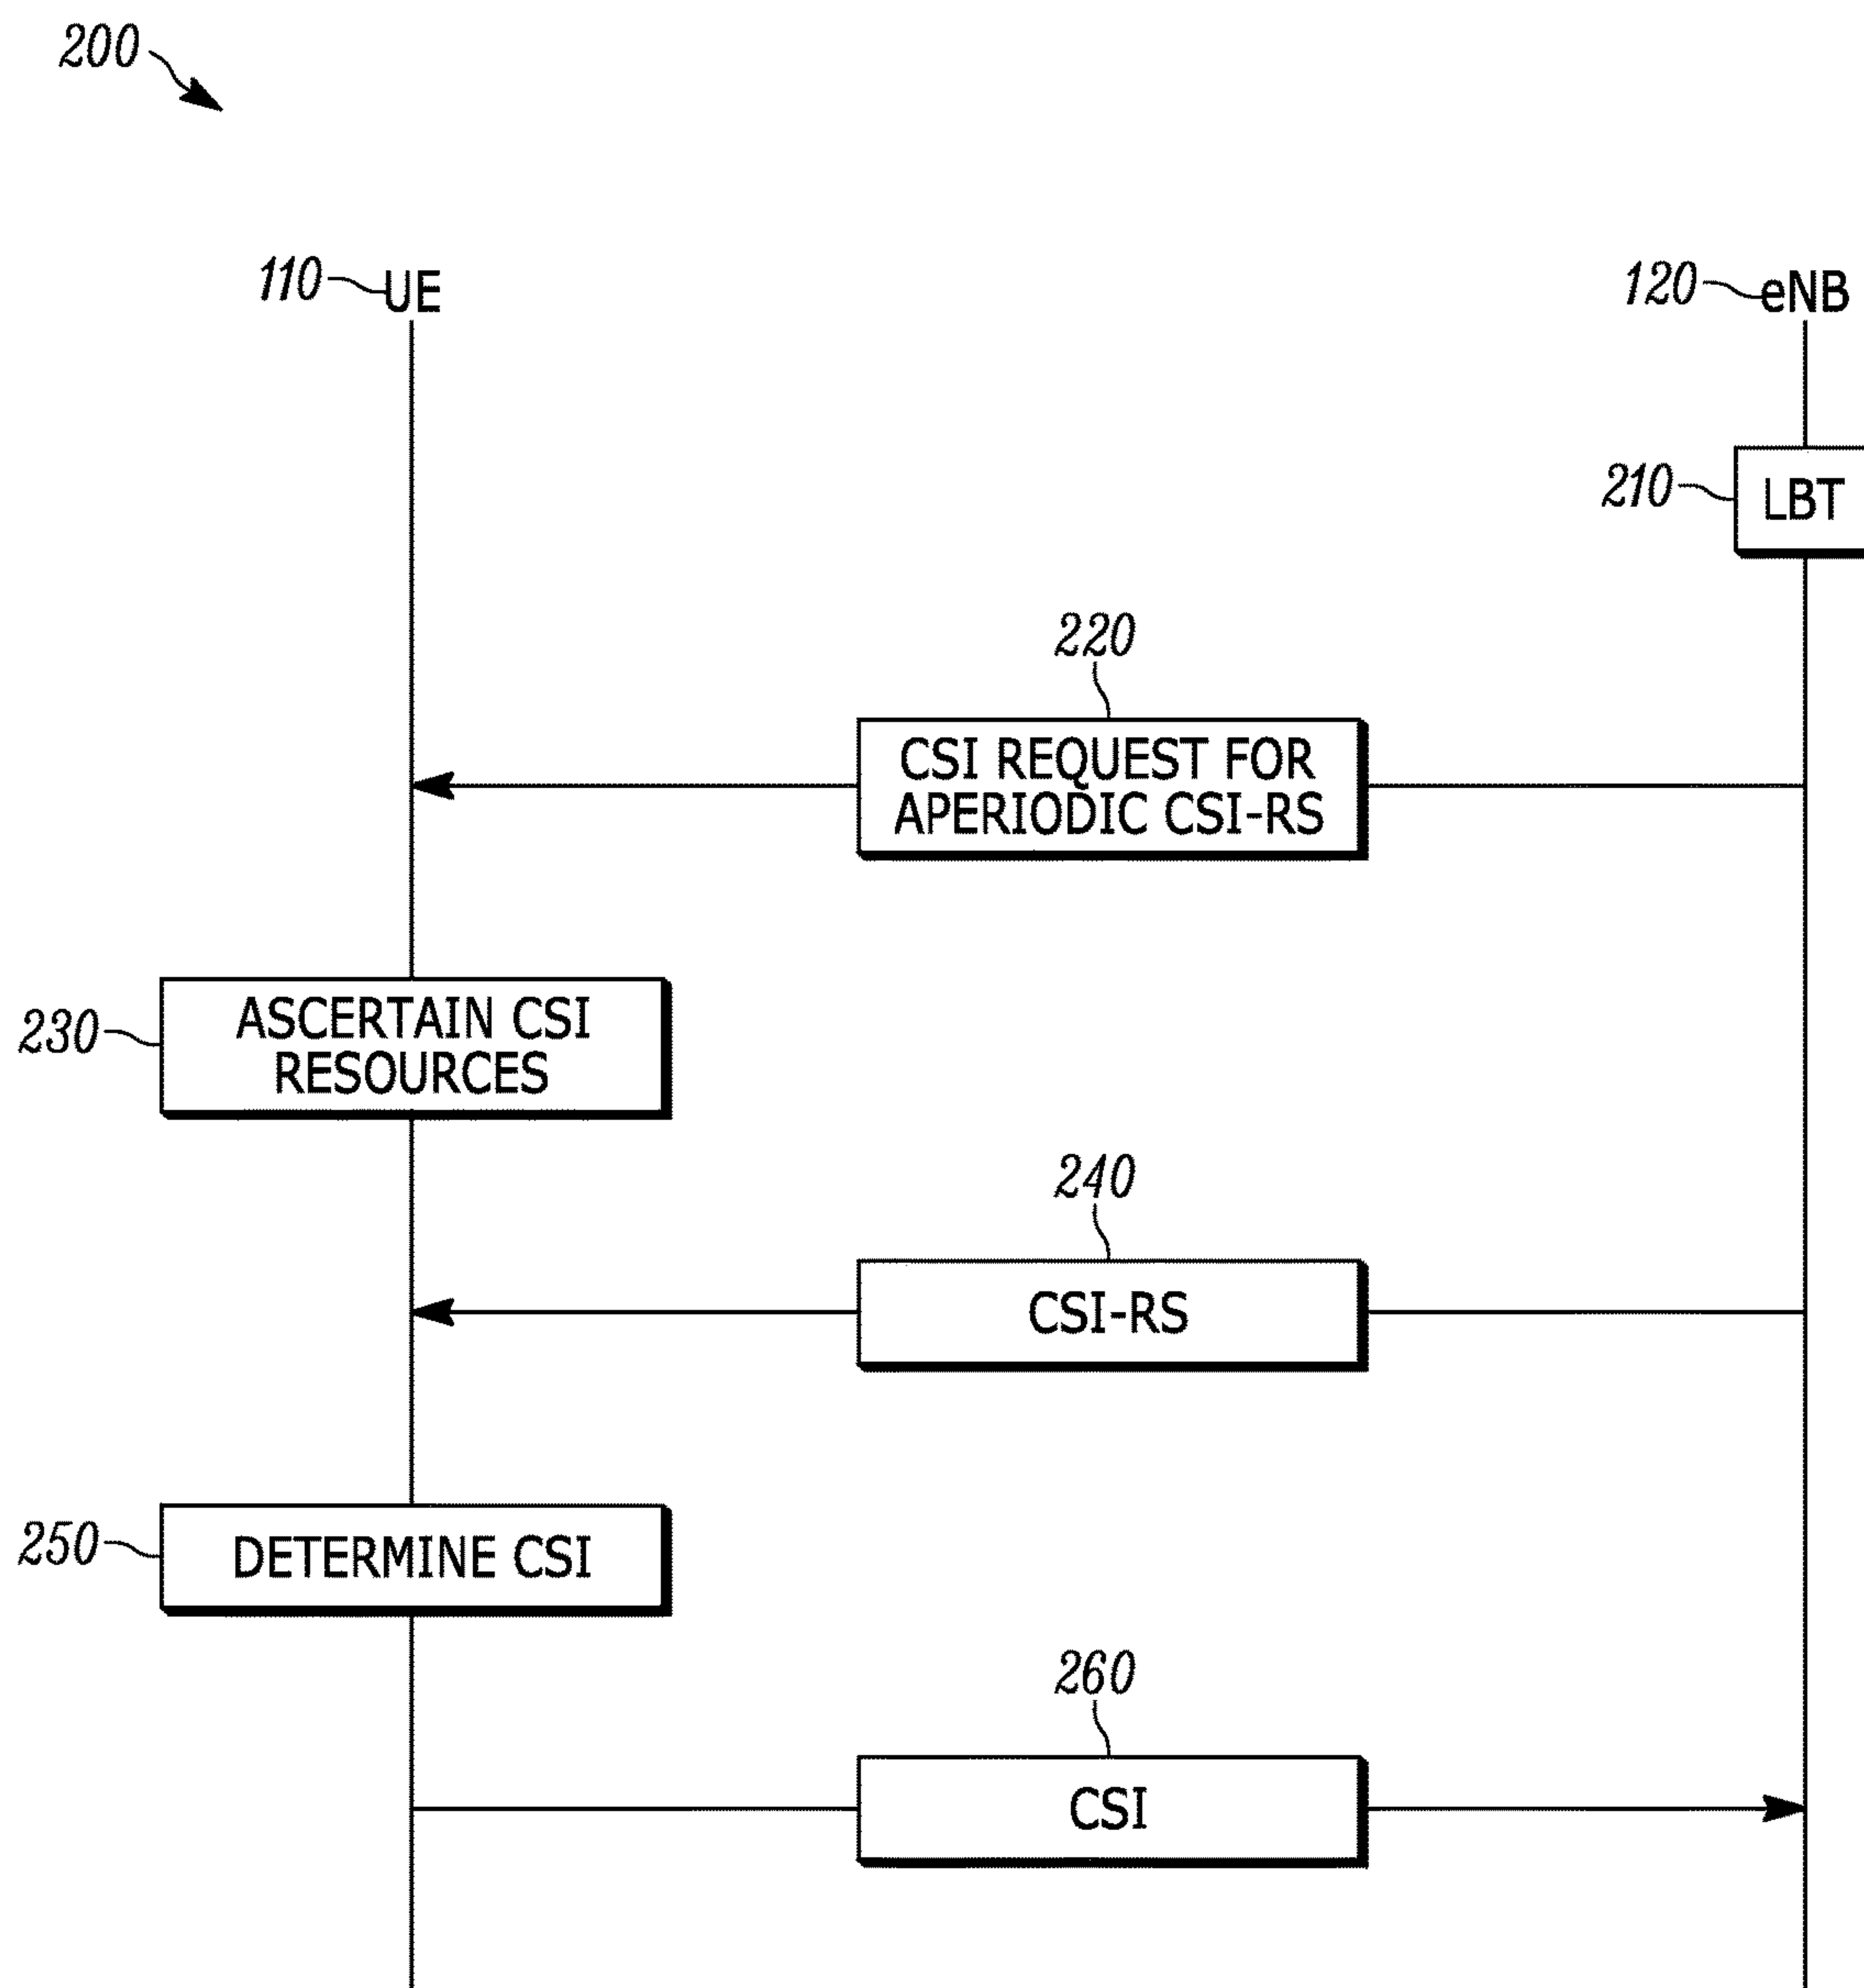 200
110 UE
120 eNB
210 LBT
220
CSI REQUEST FOR
APERIODIC CSI-RS
230
ASCERTAIN CSI
RESOURCES
240
CSI-RS
250 DETERMINE CSI
260
CSI